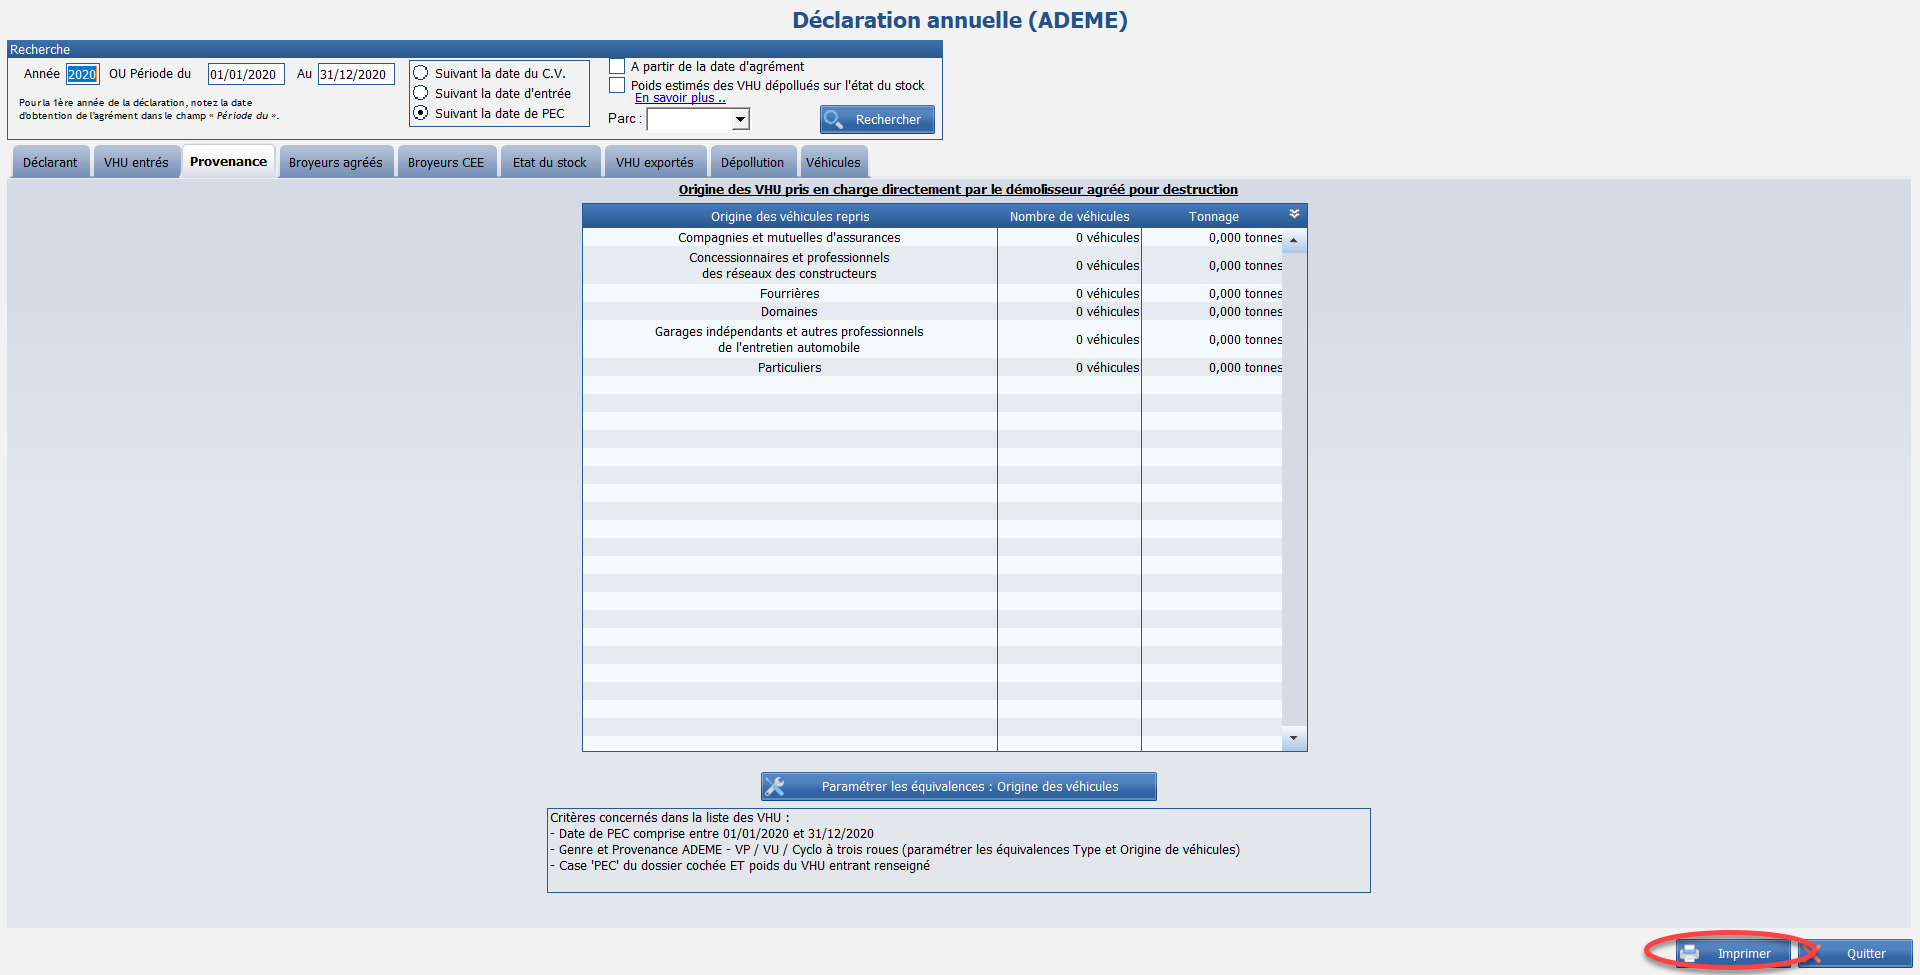 Déclaration annuelle (ADEME)
Recherche
Année 2020 OU Période du 01/01/2020 Au 31/12/2020
Pour la 1ère année de la déclaration, notez la date
d'obtention de l'agrément dans le champ « Période du ».
Suivant la date du C.V.
Suivant la date d'entrée
Suivant la date de PEC
A partir de la date d'agrément
Poids estimés des VHU dépollués sur l'état du stock
En savoir plus ..
Parc :
Rechercher
Déclarant VHU entrés Provenance Broyeurs agréés Broyeurs CEE Etat du stock VHU exportés Dépollution Véhicules
Origine des VHU pris en charge directement par le démolisseur agréé pour destruction
Origine des véhicules repris Nombre de véhicules Tonnage
Compagnies et mutuelles d'assurances 0 véhicules 0,000 tonnes
Concessionnaires et professionnels
des réseaux des constructeurs 0 véhicules 0,000 tonnes
Fourrières 0 véhicules 0,000 tonnes
Domaines 0 véhicules 0,000 tonnes
Garages indépendants et autres professionnels
de l'entretien automobile 0 véhicules 0,000 tonnes
Particuliers 0 véhicules 0,000 tonnes
Paramétrer les équivalences : Origine des véhicules
Critères concernés dans la liste des VHU :
- Date de PEC comprise entre 01/01/2020 et 31/12/2020
- Genre et Provenance ADEME - VP / VU / Cyclo à trois roues (paramétrer les équivalences Type et Origine de véhicules)
- Case 'PEC' du dossier cochée ET poids du VHU entrant renseigné
Imprimer Quitter